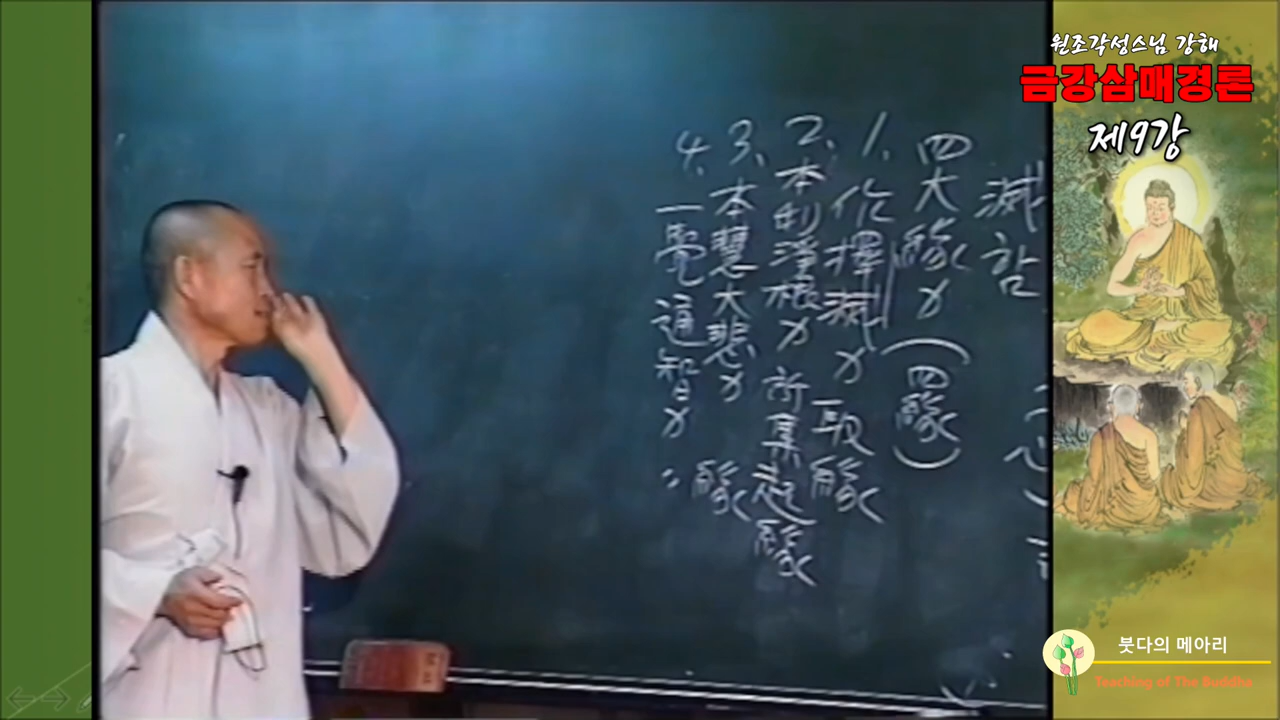 원조각성스님 강해
금강삼매경론
제9강
滅함
四大緣力(四緣)
1. 作擇滅力取緣
2. 本利淨根力所集起緣
3. 本慧大悲力緣
4. 一覺通智力〃
붓다의 메아리
Teaching of The Buddha